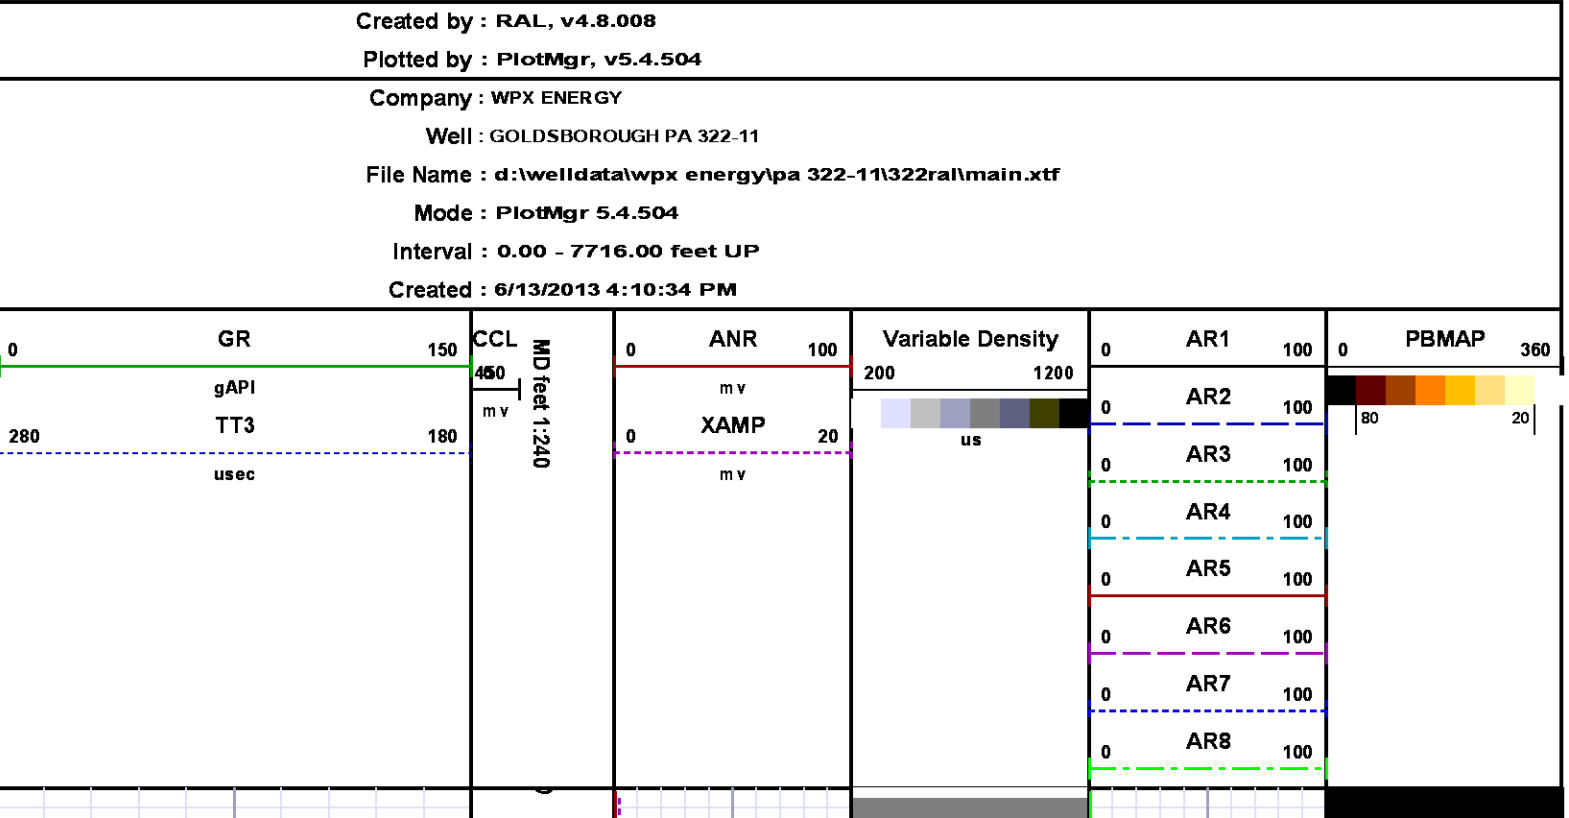 Created by : RAL, v4.8.008
Plotted by : PlotMgr, v5.4.504
Company : WPX ENERGY
Well : GOLDSBOROUGH PA 322-11
File Name : d:\welldata\wpx energy\pa 322-11\322ral\main.xtf
Mode : PlotMgr 5.4.504
Interval : 0.00 - 7716.00 feet UP
Created : 6/13/2013 4:10:34 PM
0 GR 150
gAPI
280 TT3 180
usec
CCL
mv
MD feet 1:240
0 ANR 100
mv
0 XAMP 20
mv
Variable Density
200 1200
us
0 AR1 100
0 AR2 100
0 AR3 100
0 AR4 100
0 AR5 100
0 AR6 100
0 AR7 100
0 AR8 100
0 PBMAP 360
80 20